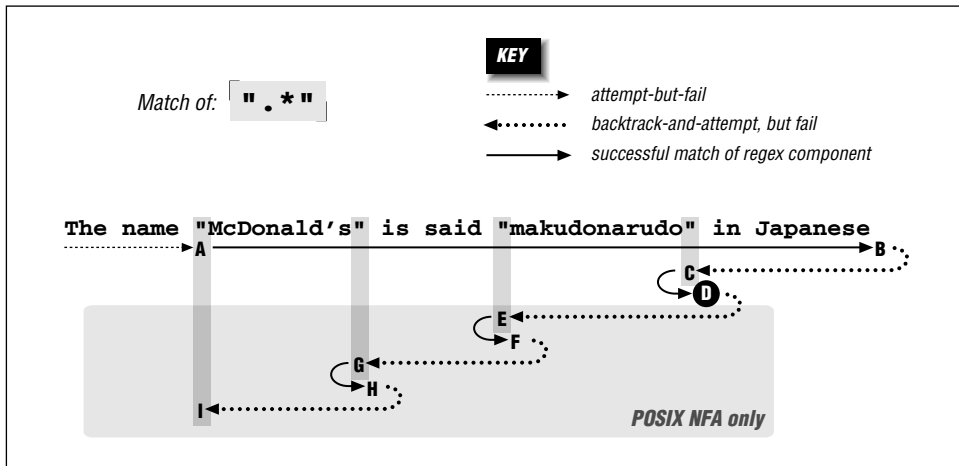 KEY
Match of: ".*"
attempt-but-fail
backtrack-and-attempt, but fail
successful match of regex component
The name "McDonald’s" is said "makudonarudo" in Japanese
A B
C
D
E
F
G
H
I
POSIX NFA only